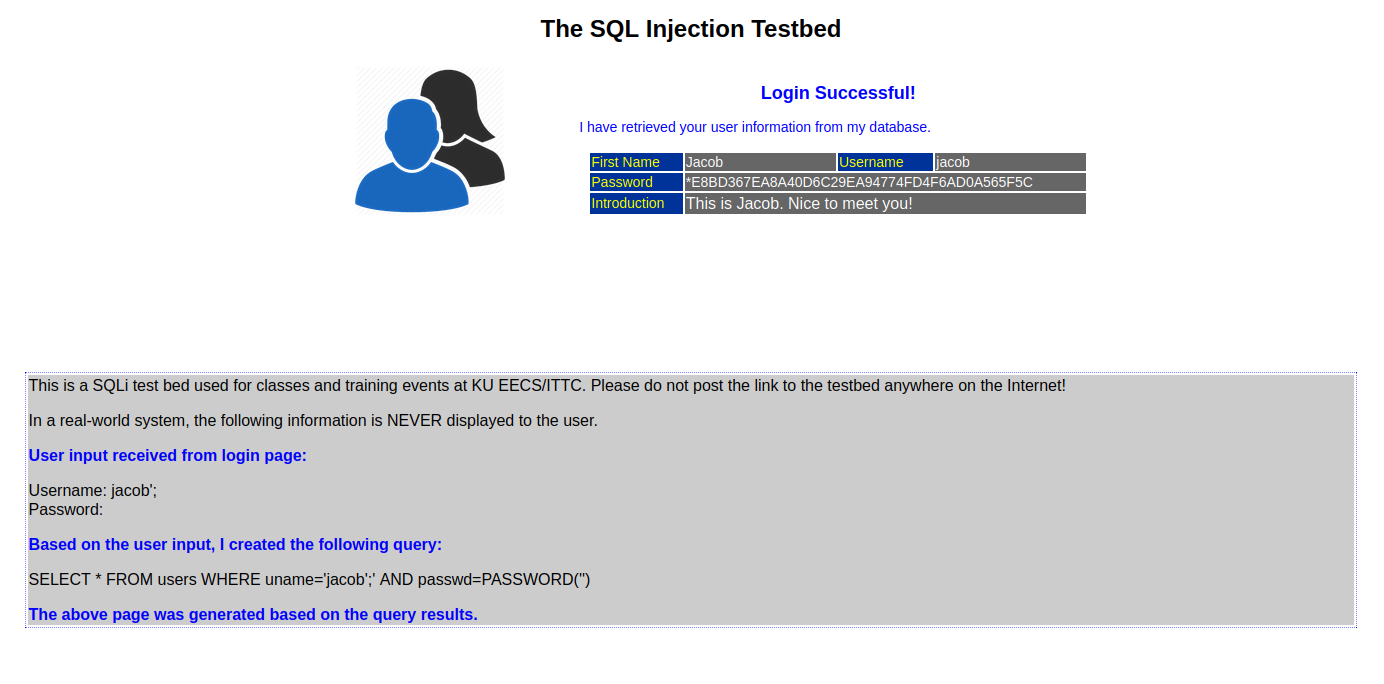 The SQL Injection Testbed
Login Successful!
I have retrieved your user information from my database.
First Name Jacob Username jacob
Password *E8BD367EA8A40D6C29EA94774FD4F6AD0A565F5C
Introduction This is Jacob. Nice to meet you!
This is a SQLi test bed used for classes and training events at KU EECS/ITTC. Please do not post the link to the testbed anywhere on the Internet!
In a real-world system, the following information is NEVER displayed to the user.
User input received from login page:
Username: jacob';
Password:
Based on the user input, I created the following query:
SELECT * FROM users WHERE uname='jacob';' AND passwd=PASSWORD('')
The above page was generated based on the query results.